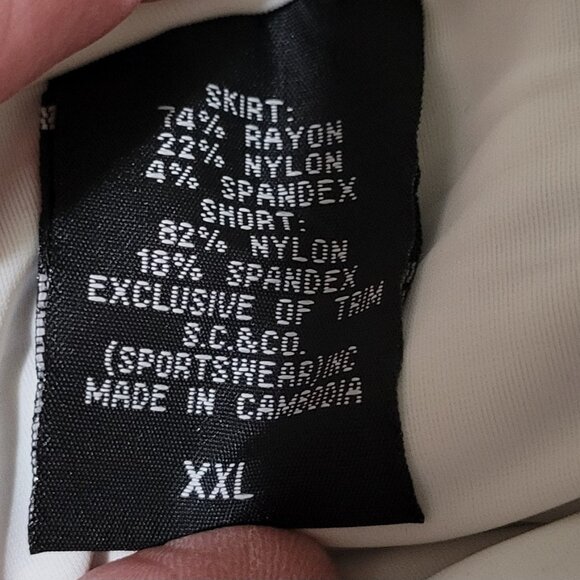 SKIRT:
74% RAYON
22% NYLON
4% SPANDEX
SHORT:
82% NYLON
18% SPANDEX
EXCLUSIVE OF TRIM
S.C.&CO.
(SPORTSWEAR)INC
MADE IN CAMBODIA
XXL